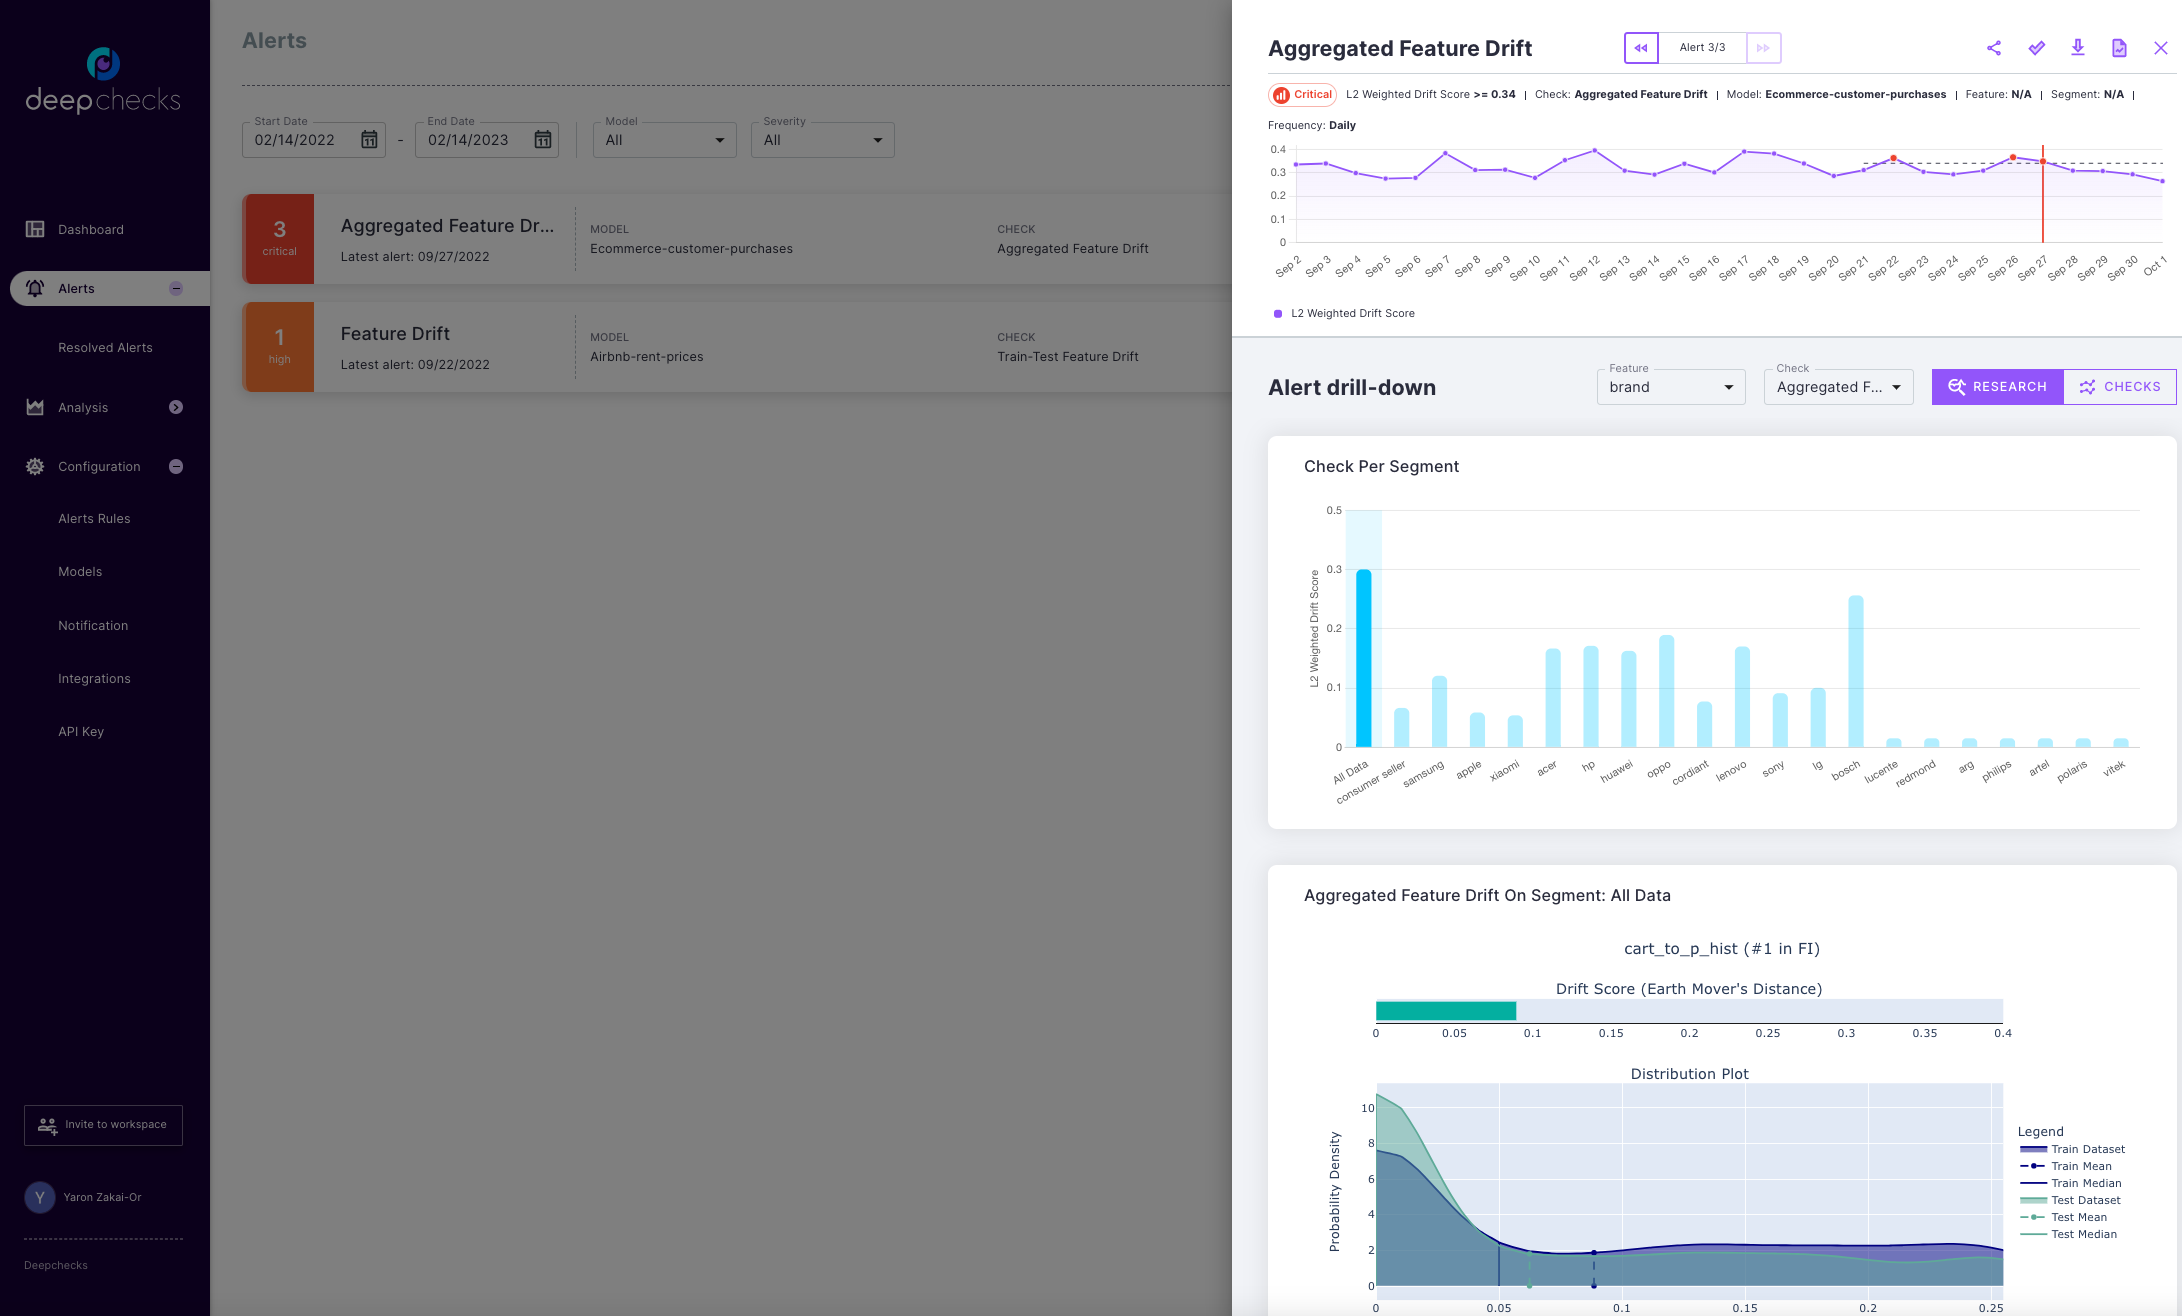 deepchecks
Dashboard
Alerts
Resolved Alerts
Analysis
Configuration
Alerts Rules
Models
Notification
Integrations
API Key
Invite to workspace
Y
Yaron Zakai-Or
Deepchecks
Alerts
Start Date
02/14/2022
-
End Date
02/14/2023
Model
All
Severity
All
3
critical
Aggregated Feature Dr...
Latest alert: 09/27/2022
MODEL
Ecommerce-customer-purchases
CHECK
Aggregated Feature Drift
1
high
Feature Drift
Latest alert: 09/22/2022
MODEL
Airbnb-rent-prices
CHECK
Train-Test Feature Drift
Aggregated Feature Drift
Alert 3/3
Critical L2 Weighted Drift Score >= 0.34 | Check: Aggregated Feature Drift | Model: Ecommerce-customer-purchases | Feature: N/A | Segment: N/A |
Frequency: Daily
0.4
0.3
0.2
0.1
0
Sep 2 Sep 3 Sep 4 Sep 5 Sep 6 Sep 7 Sep 8 Sep 9 Sep 10 Sep 11 Sep 12 Sep 13 Sep 14 Sep 15 Sep 16 Sep 17 Sep 18 Sep 19 Sep 20 Sep 21 Sep 22 Sep 23 Sep 24 Sep 25 Sep 26 Sep 27 Sep 28 Sep 29 Sep 30 Oct 1
L2 Weighted Drift Score
Alert drill-down
Feature
brand
Check
Aggregated F...
RESEARCH
CHECKS
Check Per Segment
L2 Weighted Drift Score
0.5
0.3
0.2
0.1
0
All Data consumer seller samsung apple xiaomi acer hp huawei oppo cordiant lenovo sony lg bosch lucente redmond arg philips artel polaris vitek
Aggregated Feature Drift On Segment: All Data
cart_to_p_hist (#1 in FI)
Drift Score (Earth Mover's Distance)
0 0.05 0.1 0.15 0.2 0.25 0.3 0.35 0.4
Distribution Plot
Probability Density
10
8
6
4
2
0
0 0.05 0.1 0.15 0.2 0.25
Legend
Train Dataset
Train Mean
Train Median
Test Dataset
Test Mean
Test Median